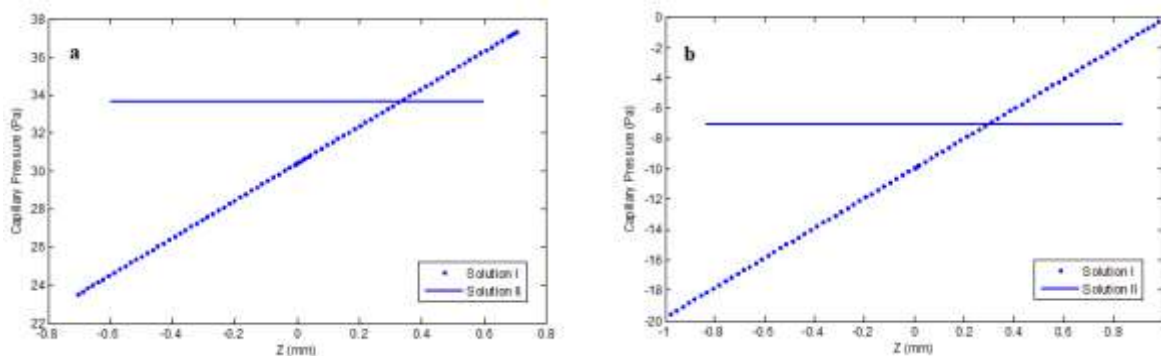 38
36
34
32
30
28
26
24
22
Capillary Pressure (Pa)
a
Solution I
Solution II
-0.8 -0.6 -0.4 -0.2 0 0.2 0.4 0.6 0.8
Z (mm)
0
-2
-4
-6
-8
-10
-12
-14
-16
-18
-20
Capillary Pressure (Pa)
b
Solution I
Solution II
-1 -0.8 -0.6 -0.4 -0.2 0 0.2 0.4 0.6 0.8
Z (mm)